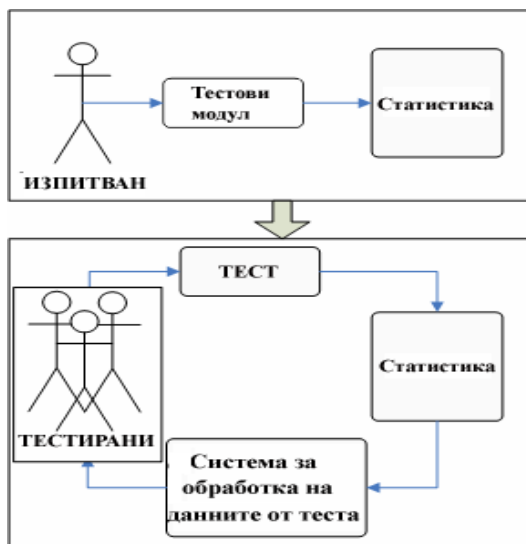 Тестови
модул
Статистика
ИЗПИТВАН
ТЕСТ
Статистика
ТЕСТИРАНИ
Система за
обработка на
данните от теста